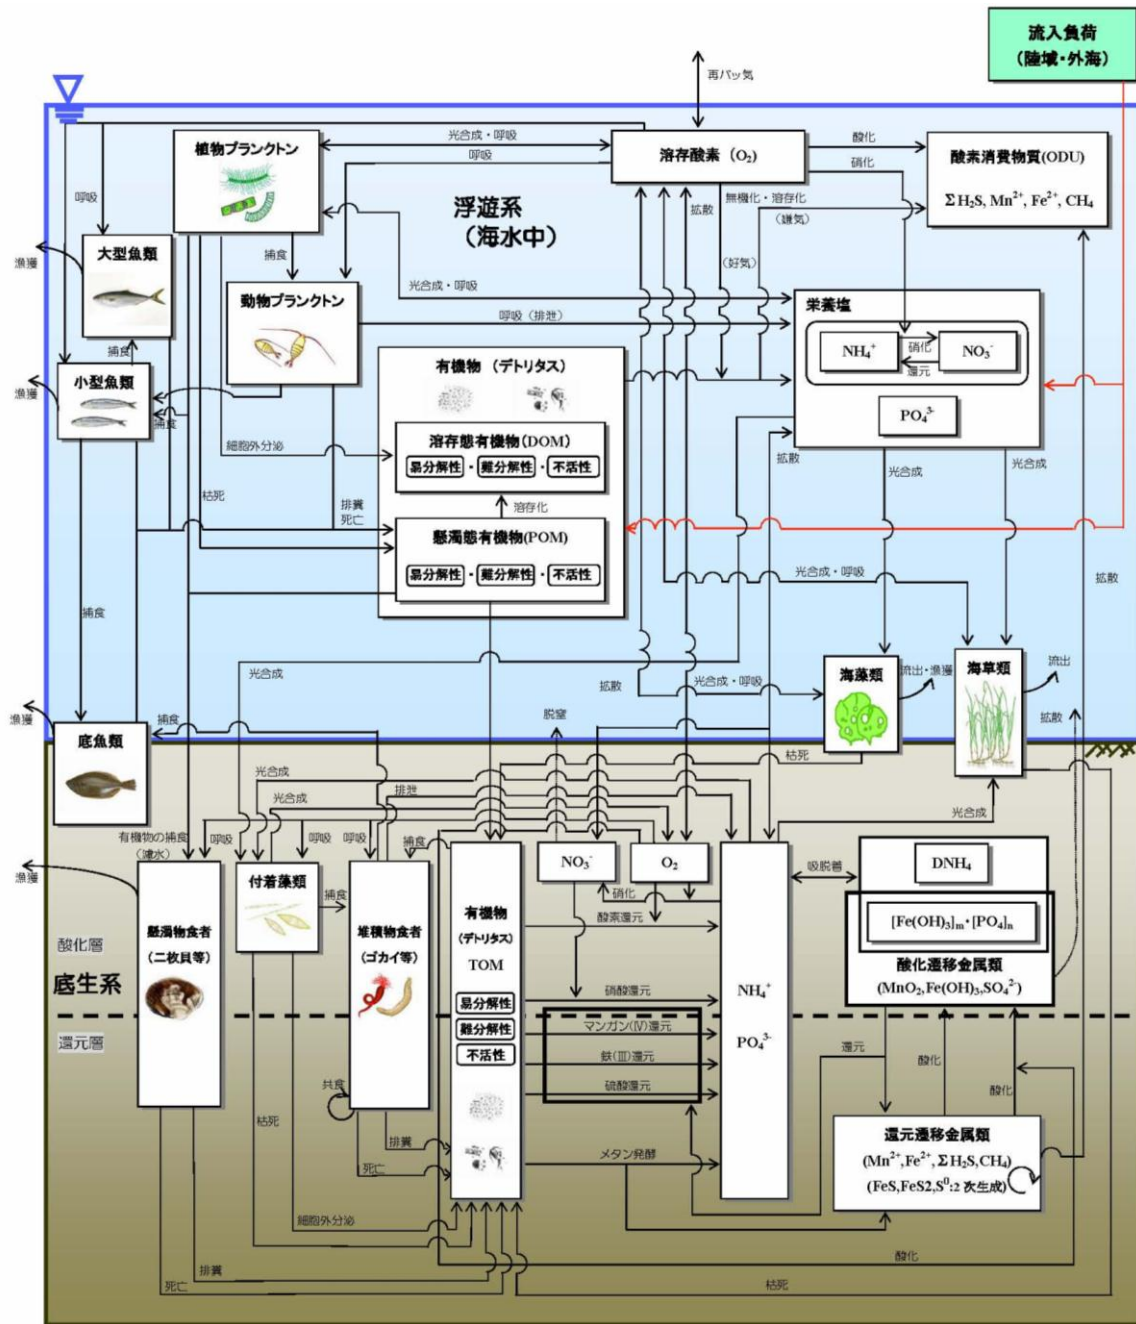 流入負荷
(陸域・外海)
再バッ気
植物プランクトン
光合成・呼吸
呼吸
溶存酸素 (O₂)
酸化
硝化
酸素消費物質(ODU)
ΣH₂S, Mn²⁺, Fe²⁺, CH₄
呼吸
浮遊系
(海水中)
拡散
無機化・溶存化
(嫌気)
(好気)
漁獲
大型魚類
捕食
動物プランクトン
光合成・呼吸
呼吸(排泄)
栄養塩
NH₄⁺
硝化
還元
NO₃⁻
PO₄³⁻
捕食
小型魚類
漁獲
捕食
有機物 (デトリタス)
細胞外分泌
溶存態有機物(DOM)
易分解性・難分解性・不活性
溶存化
枯死
排糞
死亡
懸濁態有機物(POM)
易分解性・難分解性・不活性
拡散
光合成
光合成
光合成・呼吸
拡散
捕食
光合成
拡散
光合成・呼吸
海藻類
流出・漁獲
海草類
流出
拡散
漁獲
底魚類
捕食
脱窒
枯死
光合成
光合成
排泄
光合成
有機物の捕食
(濾水)
呼吸
呼吸
呼吸
捕食
漁獲
懸濁物食者
(二枚貝等)
付着藻類
捕食
堆積物食者
(ゴカイ等)
有機物
(デトリタス)
TOM
易分解性
難分解性
不活性
NO₃⁻
O₂
硝化
酸素還元
硝酸還元
マンガン(Ⅳ)還元
鉄(Ⅲ)還元
硫酸還元
メタン発酵
NH₄⁺
PO₄³⁻
吸脱着
DNH₄
[Fe(OH)₃]ₘ・[PO₄]ₙ
酸化遷移金属類
(MnO₂,Fe(OH)₃,SO₄²⁻)
酸化層
底生系
還元層
還元
酸化
酸化
還元遷移金属類
(Mn²⁺,Fe²⁺, ΣH₂S,CH₄)
(FeS,FeS2,S⁰:2 次生成)
共食
枯死
排糞
死亡
細胞外分泌
排糞
死亡
酸化
枯死